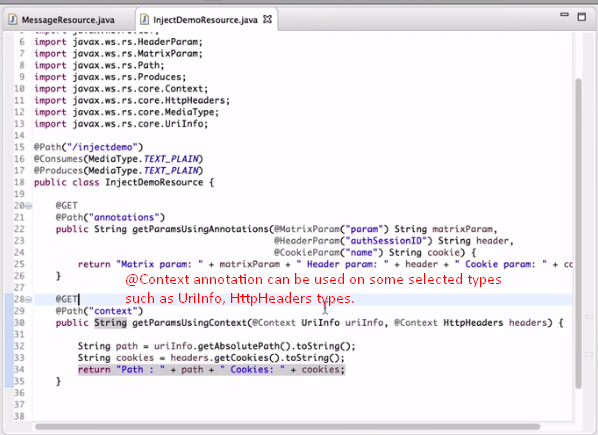 MessageResource.java
InjectDemoResource.java
6 import javax.ws.rs.HeaderParam;
7 import javax.ws.rs.MatrixParam;
8 import javax.ws.rs.Path;
9 import javax.ws.rs.Produces;
10 import javax.ws.rs.core.Context;
11 import javax.ws.rs.core.HttpHeaders;
12 import javax.ws.rs.core.MediaType;
13 import javax.ws.rs.core.UriInfo;
14
15 @Path("/injectdemo")
16 @Consumes(MediaType.TEXT_PLAIN)
17 @Produces(MediaType.TEXT_PLAIN)
18 public class InjectDemoResource {
19
20 @GET
21 @Path("annotations")
22 public String getParamsUsingAnnotations(@MatrixParam("param") String matrixParam,
23 @HeaderParam("authSessionID") String header,
24 @CookieParam("name") String cookie) {
25 return "Matrix param: " + matrixParam + " Header param: " + header + " Cookie param: " + co
26 }
@Context annotation can be used on some selected types
27
such as UriInfo, HttpHeaders types.
28 @GET
29 @Path("context")
30 public String getParamsUsingContext(@Context UriInfo uriInfo, @Context HttpHeaders headers) {
31
32 String path = uriInfo.getAbsolutePath().toString();
33 String cookies = headers.getCookies().toString();
34 return "Path : " + path + " Cookies: " + cookies;
35 }
36
37
38